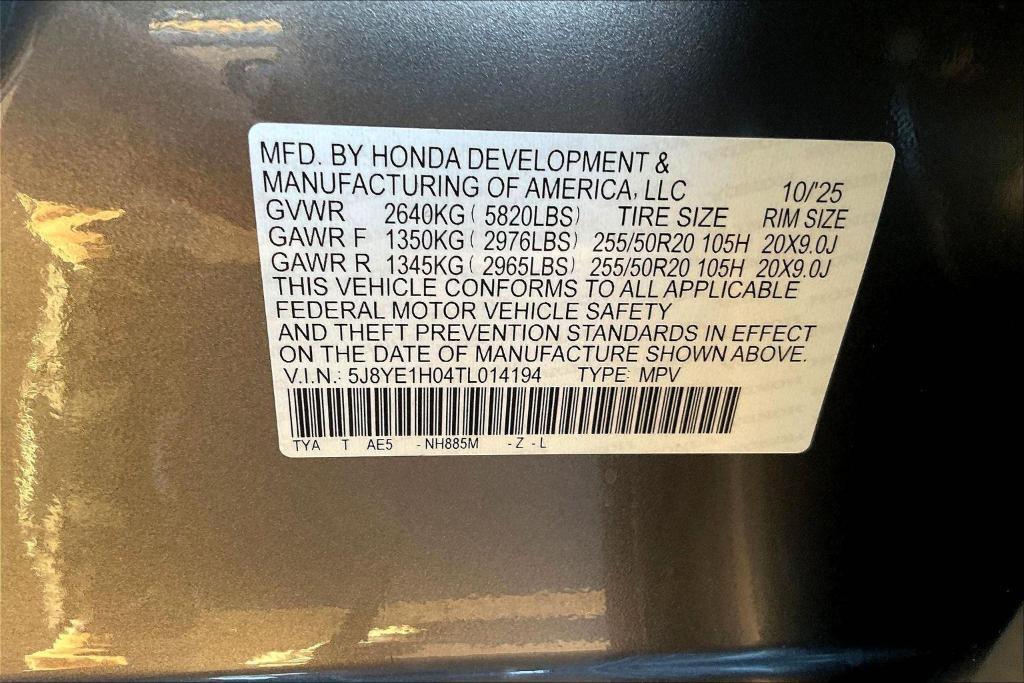 MFD. BY HONDA DEVELOPMENT &
MANUFACTURING OF AMERICA, LLC 10/'25
GVWR 2640KG ( 5820LBS) TIRE SIZE RIM SIZE
GAWR F 1350KG ( 2976LBS) 255/50R20 105H 20X9.0J
GAWR R 1345KG ( 2965LBS) 255/50R20 105H 20X9.0J
THIS VEHICLE CONFORMS TO ALL APPLICABLE
FEDERAL MOTOR VEHICLE SAFETY
AND THEFT PREVENTION STANDARDS IN EFFECT
ON THE DATE OF MANUFACTURE SHOWN ABOVE.
V.I.N.: 5J8YE1H04TL014194 TYPE: MPV
TYA T AE5 -NH885M -Z -L